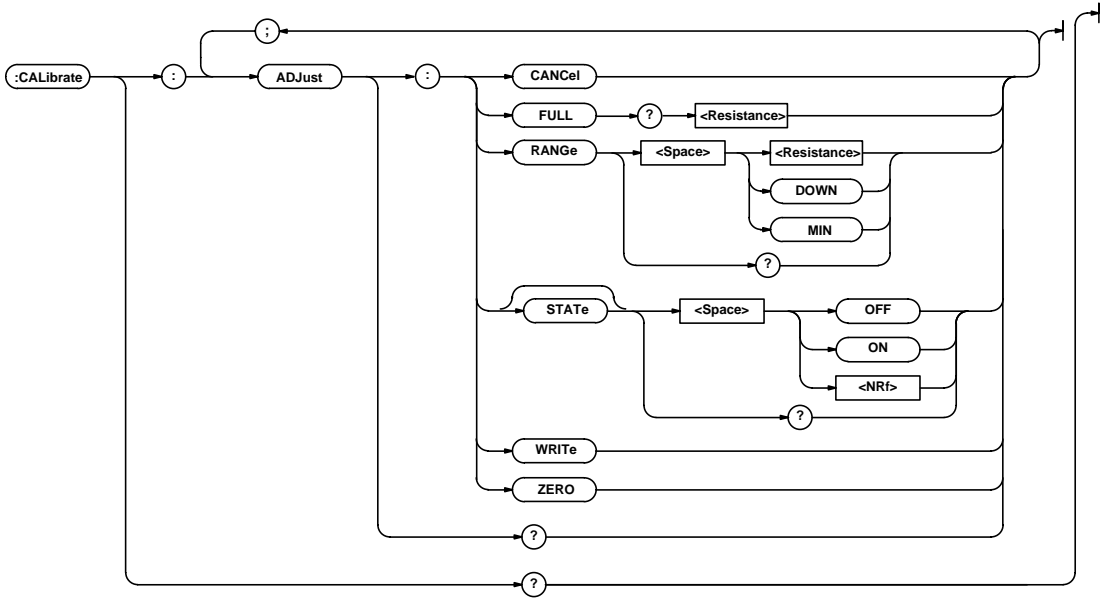 ;
:CALibrate : ADJust : CANCel
FULL ? <Resistance>
RANGe <Space> <Resistance>
DOWN
MIN
?
STATe <Space> OFF
ON
<NRf>
?
WRITe
ZERO
?
?